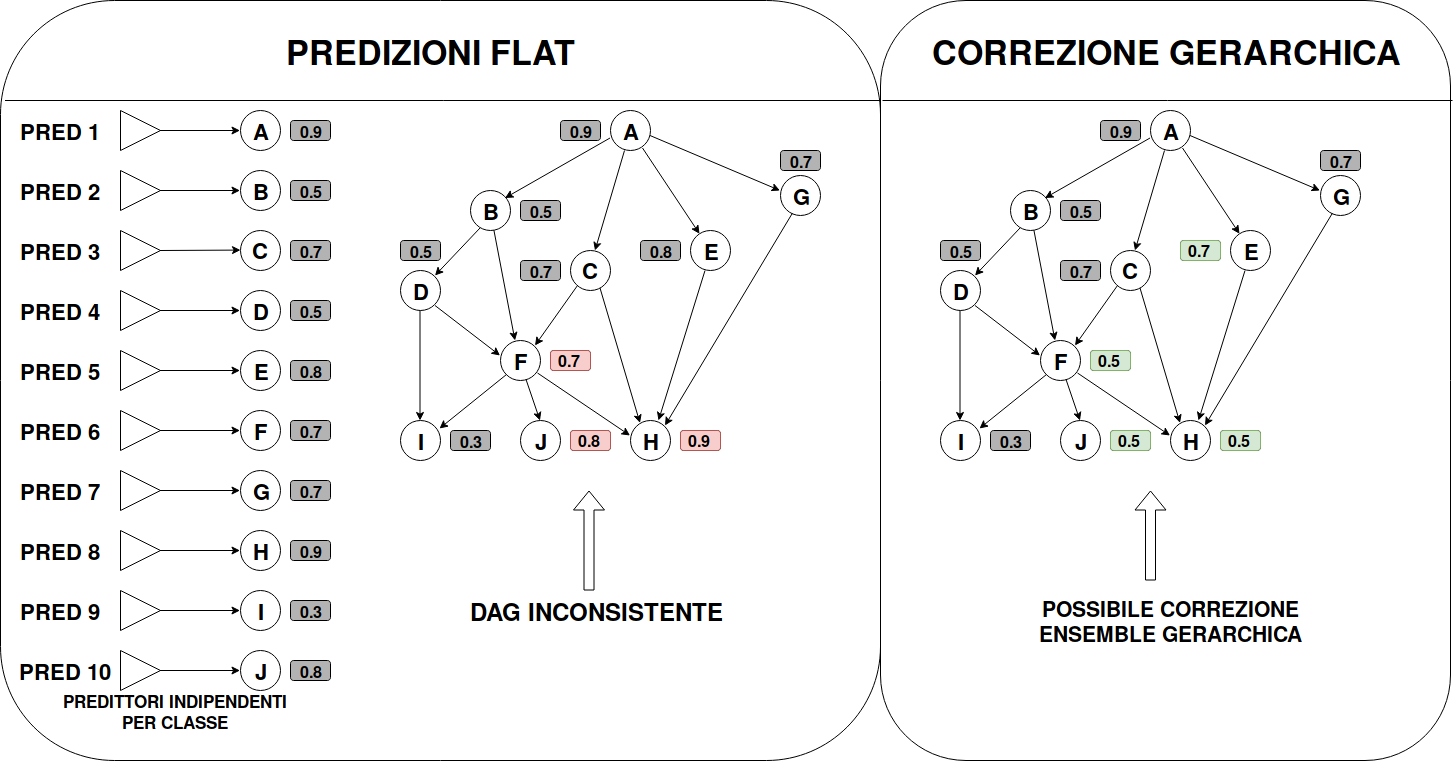 PREDIZIONI FLAT
PRED 1
A
0.9
PRED 2
B
0.5
PRED 3
C
0.7
PRED 4
D
0.5
PRED 5
E
0.8
PRED 6
F
0.7
PRED 7
G
0.7
PRED 8
H
0.9
PRED 9
I
0.3
PRED 10
J
0.8
PREDITTORI INDIPENDENTI
PER CLASSE
0.9
A
0.7
G
B
0.5
0.5
D
0.7
C
0.8
E
F
0.7
I
0.3
J
0.8
H
0.9
DAG INCONSISTENTE
CORREZIONE GERARCHICA
0.9
A
0.7
G
B
0.5
0.5
D
0.7
C
0.7
E
F
0.5
I
0.3
J
0.5
H
0.5
POSSIBILE CORREZIONE
ENSEMBLE GERARCHICA